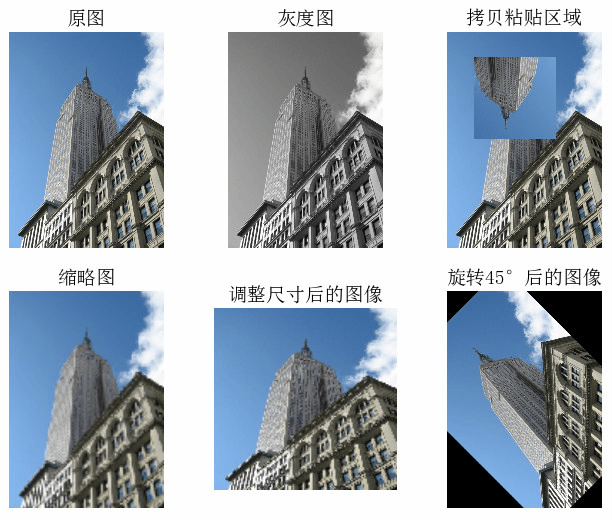 原图
灰度图
拷贝粘贴区域
缩略图
调整尺寸后的图像
旋转45°后的图像